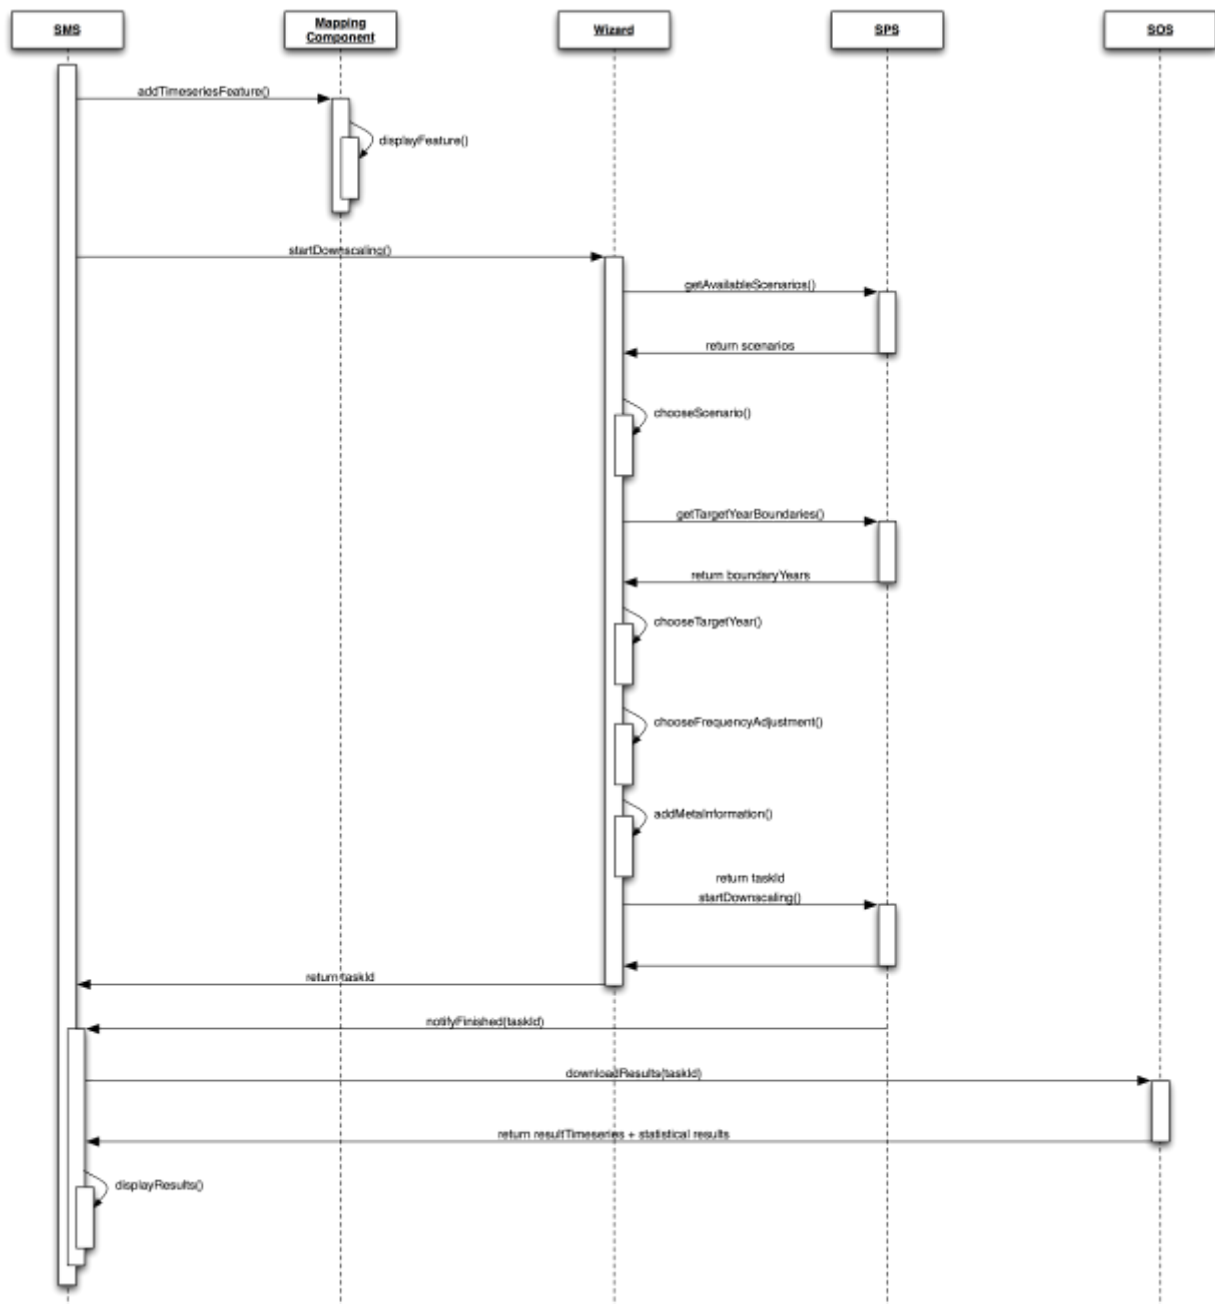 SMS
Mapping
Component
Wizard
SPS
SOS
addTimeseriesFeature()
displayFeature()
startDownscaling()
getAvailableScenarios()
return scenarios
chooseScenario()
getTargetYearBoundaries()
return boundaryYears
chooseTargetYear()
chooseFrequencyAdjustment()
addMetaInformation()
return taskId
startDownscaling()
return taskId
notifyFinished(taskId)
downloadResults(taskId)
return resultTimeseries + statistical results
displayResults()